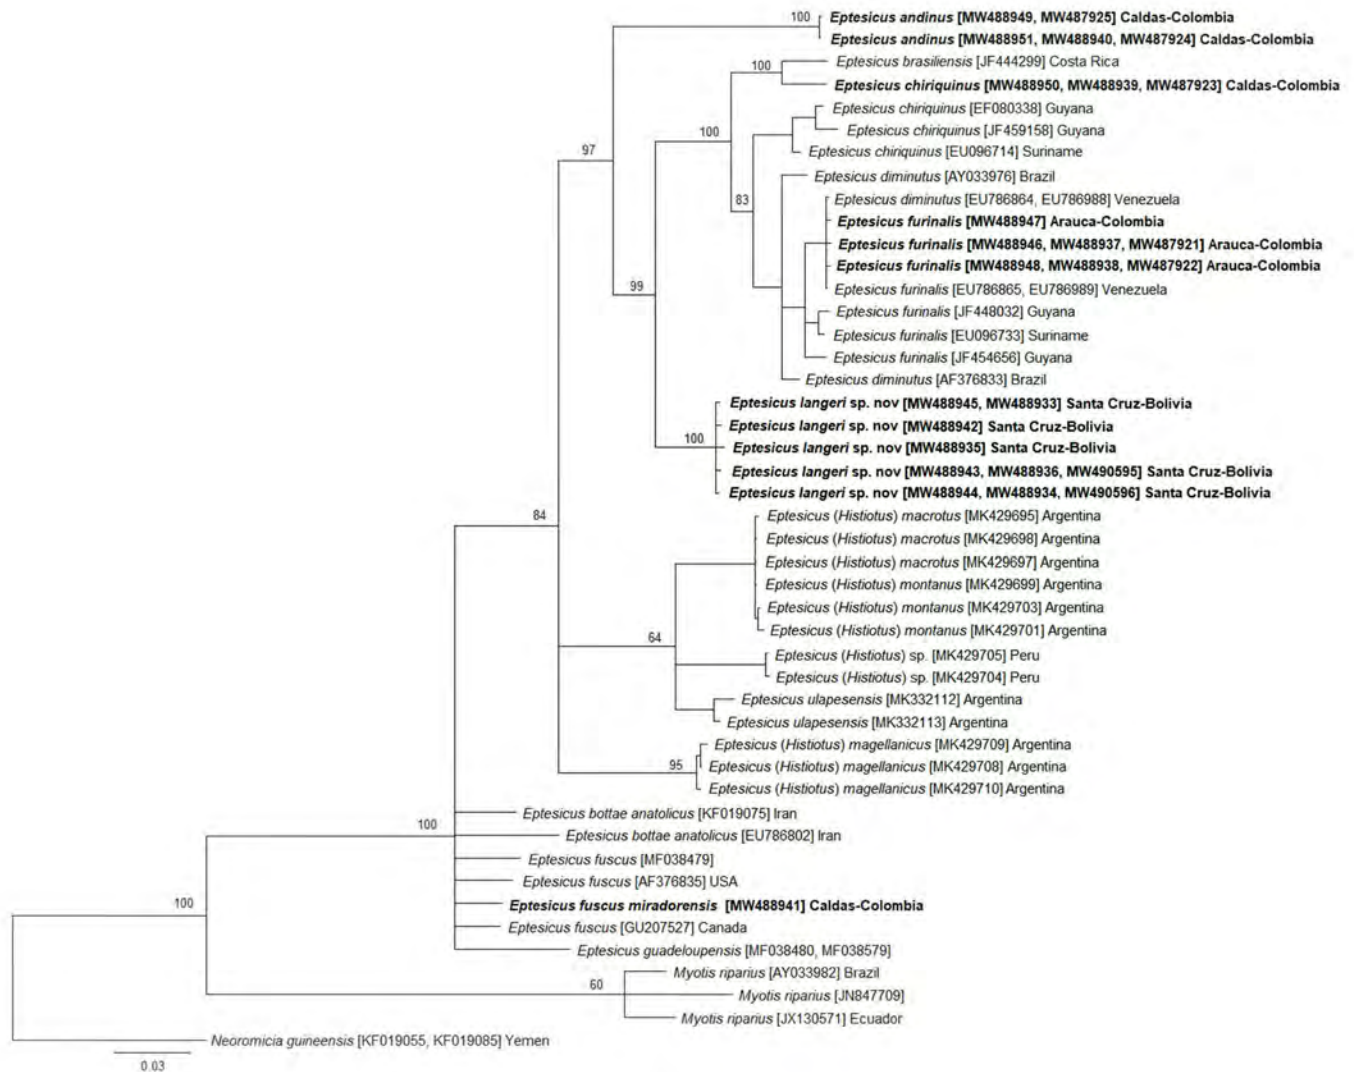 100
Eptesicus andinus [MW488949, MW487925] Caldas-Colombia
Eptesicus andinus [MW488951, MW488940, MW487924] Caldas-Colombia
Eptesicus brasiliensis [JF444299] Costa Rica
100
Eptesicus chiriquinus [MW488950, MW488939, MW487923] Caldas-Colombia
Eptesicus chiriquinus [EF080338] Guyana
100
Eptesicus chiriquinus [JF459158] Guyana
97
Eptesicus chiriquinus [EU096714] Suriname
Eptesicus diminutus [AY033976] Brazil
83
Eptesicus diminutus [EU786864, EU786988] Venezuela
Eptesicus furinalis [MW488947] Arauca-Colombia
Eptesicus furinalis [MW488946, MW488937, MW487921] Arauca-Colombia
Eptesicus furinalis [MW488948, MW488938, MW487922] Arauca-Colombia
99
Eptesicus furinalis [EU786865, EU786989] Venezuela
Eptesicus furinalis [JF448032] Guyana
Eptesicus furinalis [EU096733] Suriname
Eptesicus furinalis [JF454656] Guyana
Eptesicus diminutus [AF376833] Brazil
Eptesicus langeri sp. nov [MW488945, MW488933] Santa Cruz-Bolivia
Eptesicus langeri sp. nov [MW488942] Santa Cruz-Bolivia
100
Eptesicus langeri sp. nov [MW488935] Santa Cruz-Bolivia
Eptesicus langeri sp. nov [MW488943, MW488936, MW490595] Santa Cruz-Bolivia
Eptesicus langeri sp. nov [MW488944, MW488934, MW490596] Santa Cruz-Bolivia
84
Eptesicus (Histiotus) macrotus [MK429695] Argentina
Eptesicus (Histiotus) macrotus [MK429698] Argentina
Eptesicus (Histiotus) macrotus [MK429697] Argentina
Eptesicus (Histiotus) montanus [MK429699] Argentina
Eptesicus (Histiotus) montanus [MK429703] Argentina
Eptesicus (Histiotus) montanus [MK429701] Argentina
64
Eptesicus (Histiotus) sp. [MK429705] Peru
Eptesicus (Histiotus) sp. [MK429704] Peru
Eptesicus ulapesensis [MK332112] Argentina
Eptesicus ulapesensis [MK332113] Argentina
Eptesicus (Histiotus) magellanicus [MK429709] Argentina
95
Eptesicus (Histiotus) magellanicus [MK429708] Argentina
Eptesicus (Histiotus) magellanicus [MK429710] Argentina
Eptesicus bottae anatolicus [KF019075] Iran
100
Eptesicus bottae anatolicus [EU786802] Iran
Eptesicus fuscus [MF038479]
Eptesicus fuscus [AF376835] USA
100
Eptesicus fuscus miradorensis [MW488941] Caldas-Colombia
Eptesicus fuscus [GU207527] Canada
Eptesicus guadeloupensis [MF038480, MF038579]
Myotis riparius [AY033982] Brazil
60
Myotis riparius [JN847709]
Myotis riparius [JX130571] Ecuador
Neoromicia guineensis [KF019055, KF019085] Yemen
0.03